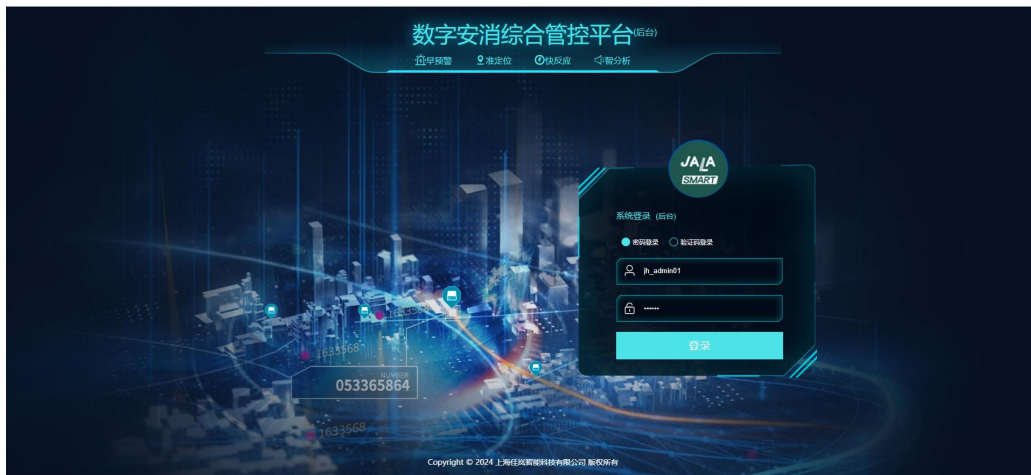 数字安消综合管控平台(后台)
早预警 准定位 快反应 智分析
JALA
SMART
系统登录 (后台)
密码登录 验证码登录
jh_admin01
••••••
登录
1633568
1633568
NUMBER
053365864
1633568
Copyright © 2024 上海佳岚智能科技有限公司 版权所有